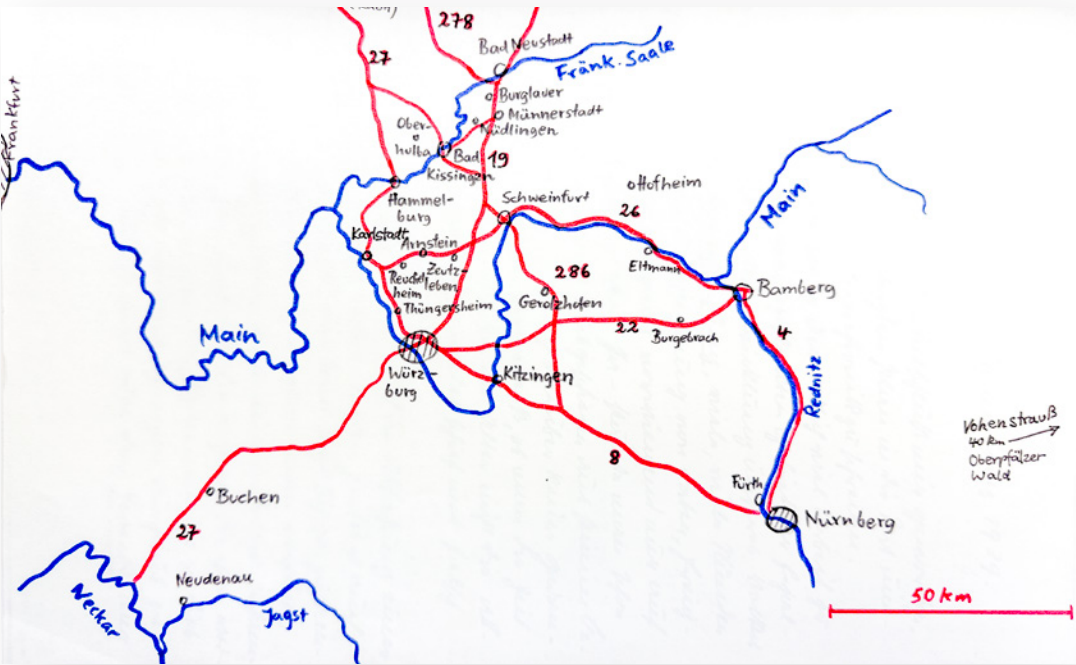 278
27
Bad Neustadt
Fränk. Saale
Frankfurt
Burglauer
Münnerstadt
Nüdlingen
Ober-
thulba
Bad
Kissingen
19
Hammel-
burg
Schweinfurt
Hofheim
26
Main
Karlstadt
Arnstein
Zeutz-
leben
Reuchel-
heim
Thüngersheim
Eltmann
286
Gerolzhofen
Bamberg
22
Burgebrach
4
Main
Würz-
burg
Kitzingen
Rednitz
8
Vohenstrauß
40 km
Oberpfälzer
Wald
Fürth
Nürnberg
Buchen
27
Neudenau
Neckar
Jagst
50 km